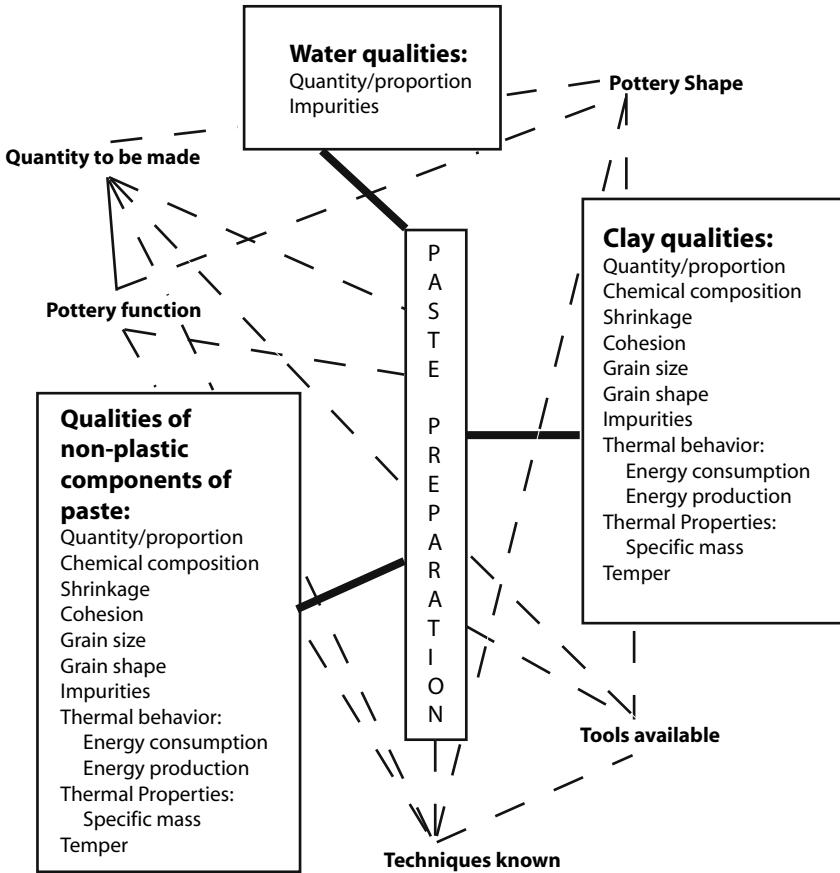 Water qualities:
Quantity/proportion
Impurities
Pottery Shape
Quantity to be made
Pottery function
PASTE PREPARATION
Clay qualities:
Quantity/proportion
Chemical composition
Shrinkage
Cohesion
Grain size
Grain shape
Impurities
Thermal behavior:
Energy consumption
Energy production
Thermal Properties:
Specific mass
Temper
Qualities of
non-plastic
components of
paste:
Quantity/proportion
Chemical composition
Shrinkage
Cohesion
Grain size
Grain shape
Impurities
Thermal behavior:
Energy consumption
Energy production
Thermal Properties:
Specific mass
Temper
Tools available
Techniques known